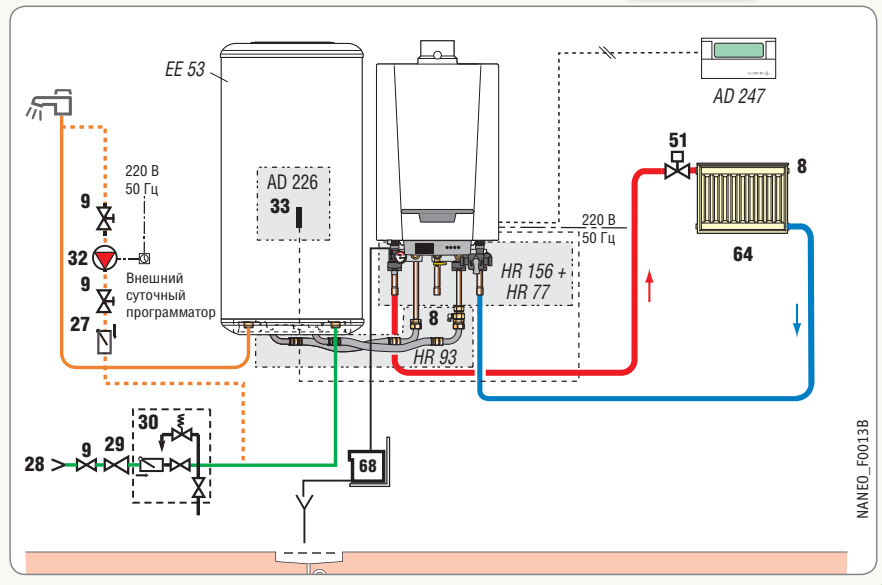 EE 53
AD 247
51
8
220 В
50 Гц
AD 226
33
9
220 В
50 Гц
32
64
Внешний
суточный
программатор
9
HR 156 +
HR 77
27
8
HR 93
30
9
29
28
68
NANEO_F0013B